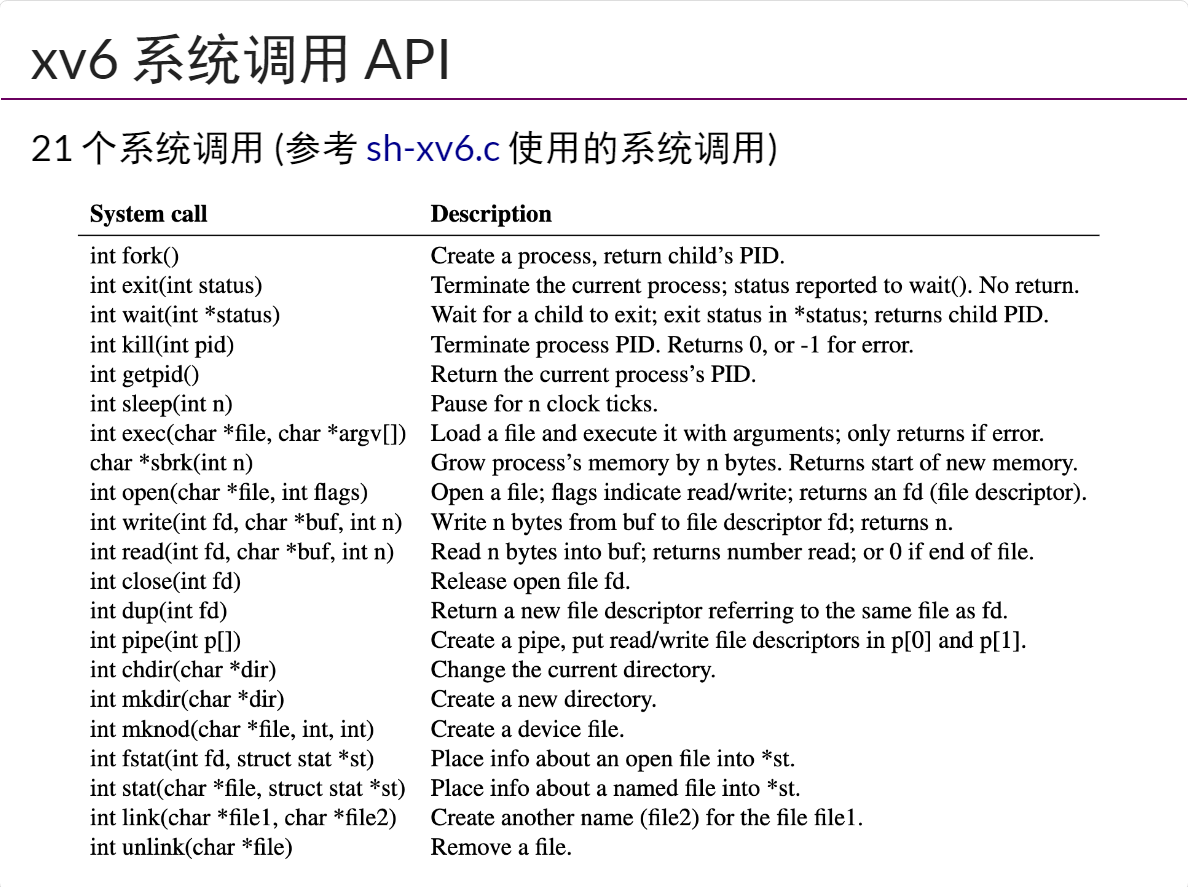 xv6 系统调用 API
21 个系统调用 (参考 sh-xv6.c 使用的系统调用)
System call Description
int fork() Create a process, return child’s PID.
int exit(int status) Terminate the current process; status reported to wait(). No return.
int wait(int *status) Wait for a child to exit; exit status in *status; returns child PID.
int kill(int pid) Terminate process PID. Returns 0, or -1 for error.
int getpid() Return the current process’s PID.
int sleep(int n) Pause for n clock ticks.
int exec(char *file, char *argv[]) Load a file and execute it with arguments; only returns if error.
char *sbrk(int n) Grow process’s memory by n bytes. Returns start of new memory.
int open(char *file, int flags) Open a file; flags indicate read/write; returns an fd (file descriptor).
int write(int fd, char *buf, int n) Write n bytes from buf to file descriptor fd; returns n.
int read(int fd, char *buf, int n) Read n bytes into buf; returns number read; or 0 if end of file.
int close(int fd) Release open file fd.
int dup(int fd) Return a new file descriptor referring to the same file as fd.
int pipe(int p[]) Create a pipe, put read/write file descriptors in p[0] and p[1].
int chdir(char *dir) Change the current directory.
int mkdir(char *dir) Create a new directory.
int mknod(char *file, int, int) Create a device file.
int fstat(int fd, struct stat *st) Place info about an open file into *st.
int stat(char *file, struct stat *st) Place info about a named file into *st.
int link(char *file1, char *file2) Create another name (file2) for the file file1.
int unlink(char *file) Remove a file.